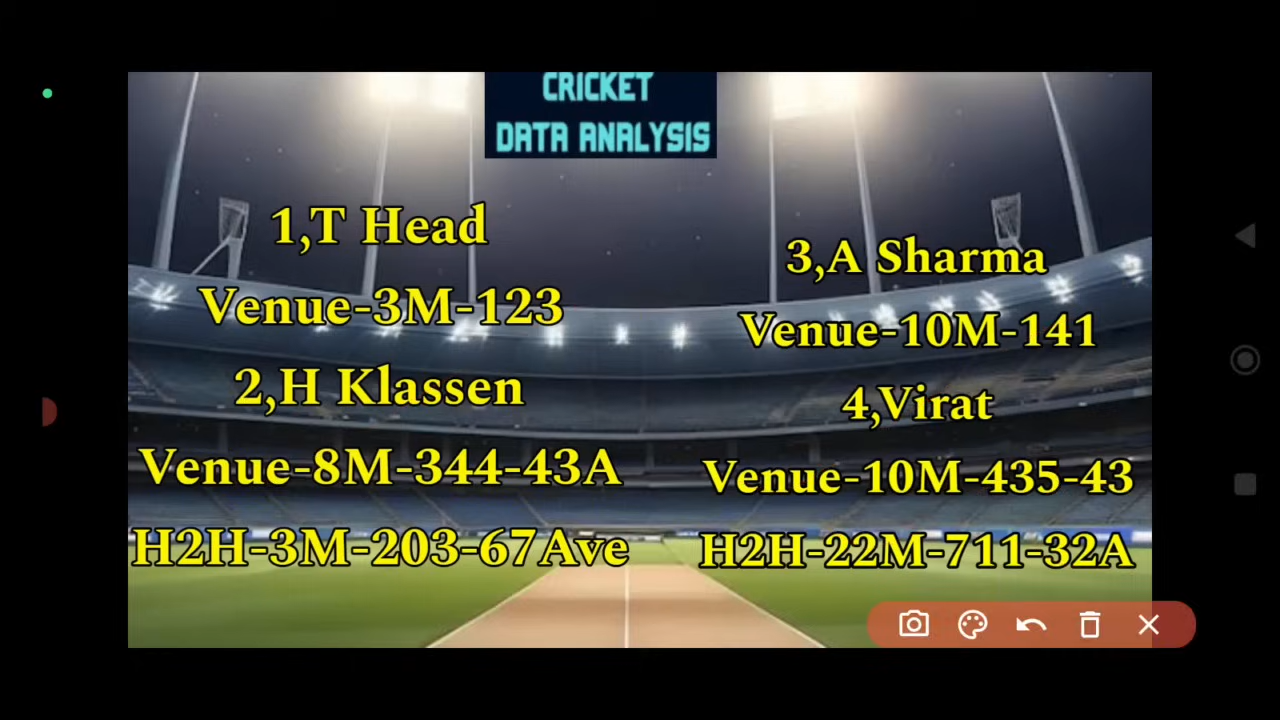 CRICKET
DATA ANALYSIS
1,T Head
Venue-3M-123
2,H Klassen
Venue-8M-344-43A
H2H-3M-203-67Ave
3,A Sharma
Venue-10M-141
4,Virat
Venue-10M-435-43
H2H-22M-711-32A